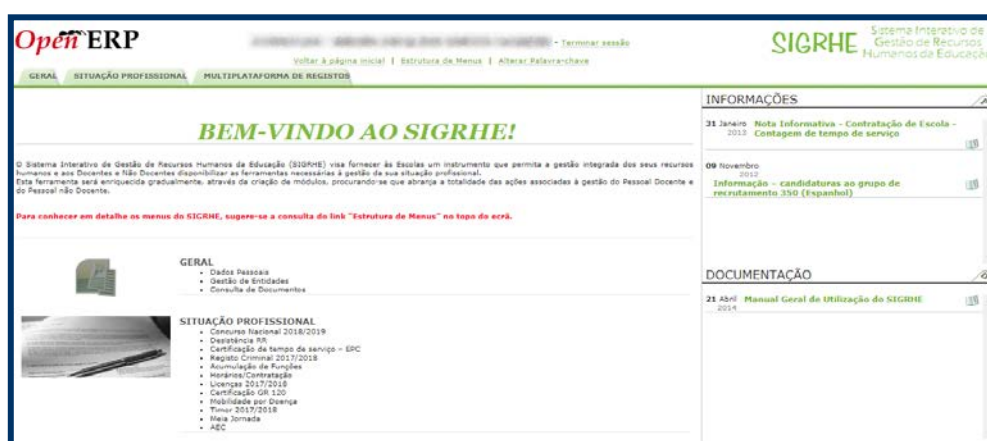 Open ERP
- Terminar sessão
Voltar à página inicial | Estrutura de Menus | Alterar Palavra-chave
SIGRHE
Sistema Interativo de
Gestão de Recursos
Humanos da Educação
GERAL SITUAÇÃO PROFISSIONAL MULTIPLATAFORMA DE REGISTOS
BEM-VINDO AO SIGRHE!
O Sistema Interativo de Gestão de Recursos Humanos da Educação (SIGRHE) visa fornecer às Escolas um instrumento que permita a gestão integrada dos seus recursos
humanos e aos Docentes e Não Docentes disponibilizar as ferramentas necessárias à gestão da sua situação profissional.
Esta ferramenta será enriquecida gradualmente, através da criação de módulos, procurando-se que abranja a totalidade das ações associadas à gestão do Pessoal Docente e
do Pessoal não Docente.
Para conhecer em detalhe os menus do SIGRHE, sugere-se a consulta do link "Estrutura de Menus" no topo do ecrã.
GERAL
• Dados Pessoais
• Gestão de Entidades
• Consulta de Documentos
SITUAÇÃO PROFISSIONAL
• Concurso Nacional 2018/2019
• Desistência RR
• Certificação de tempo de serviço – EPC
• Registo Criminal 2017/2018
• Acumulação de Funções
• Horários/Contratação
• Licenças 2017/2018
• Certificação GR 120
• Mobilidade por Doença
• Timor 2017/2018
• Meia Jornada
• AEC
INFORMAÇÕES
31 Janeiro Nota Informativa - Contratação de Escola -
2013 Contagem de tempo de serviço
09 Novembro
2012
Informação - candidaturas ao grupo de
recrutamento 350 (Espanhol)
DOCUMENTAÇÃO
21 Abril Manual Geral de Utilização do SIGRHE
2014